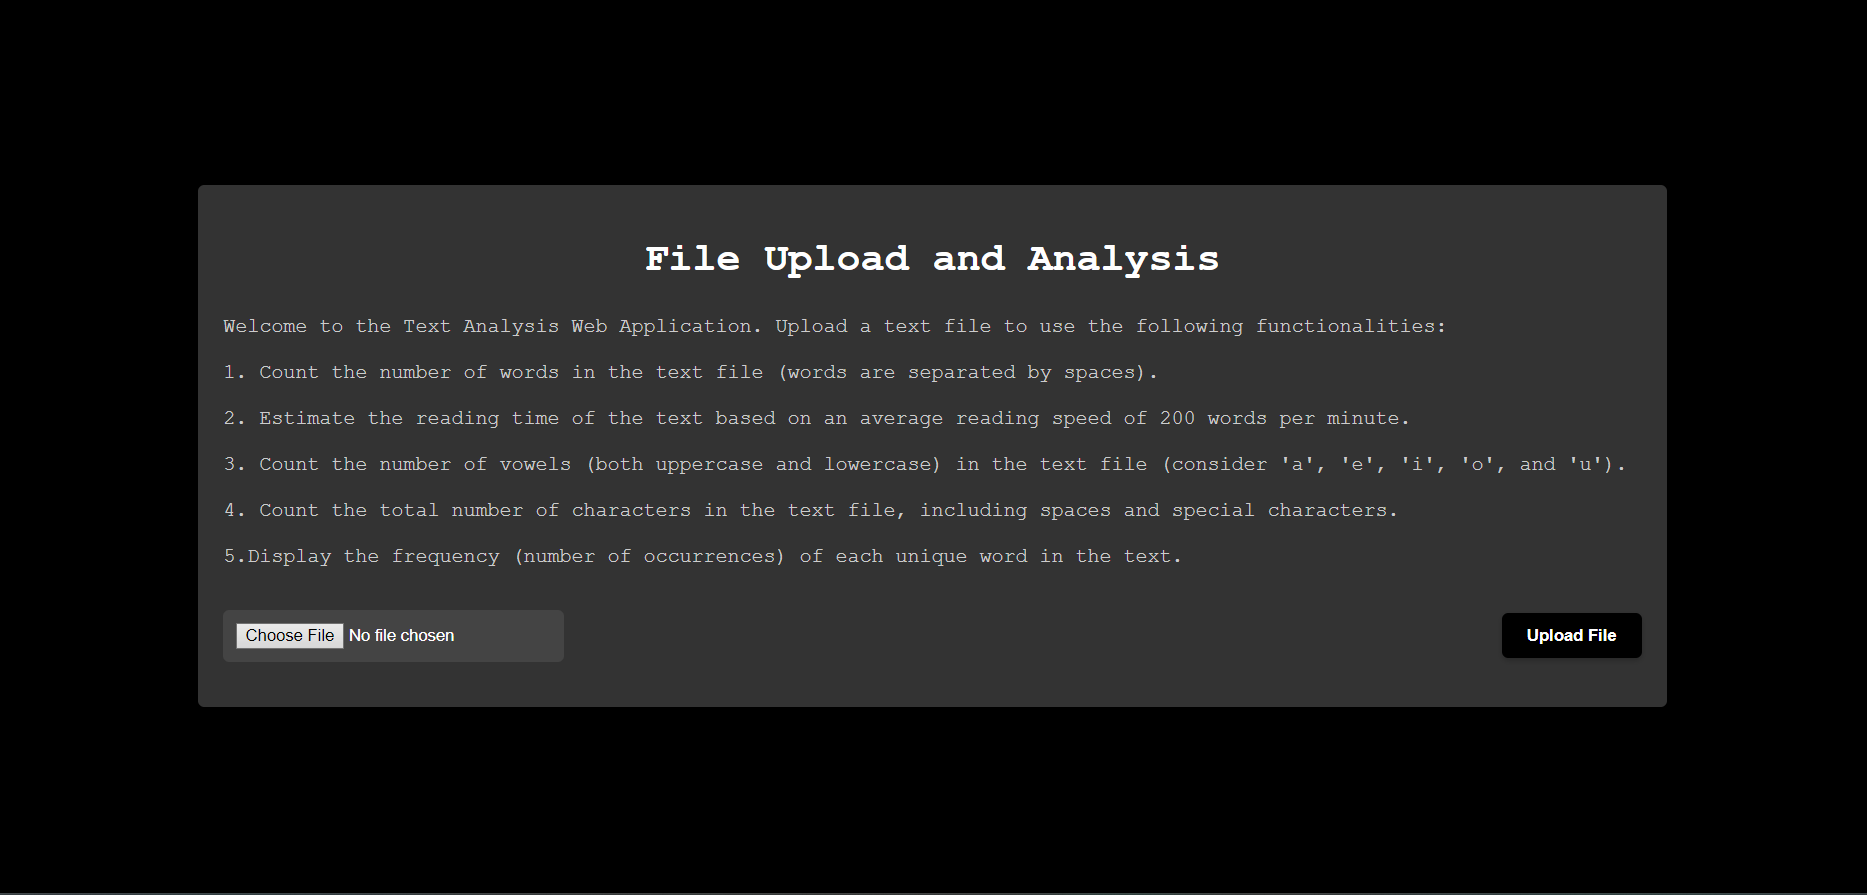 File Upload and Analysis
Welcome to the Text Analysis Web Application. Upload a text file to use the following functionalities:
1. Count the number of words in the text file (words are separated by spaces).
2. Estimate the reading time of the text based on an average reading speed of 200 words per minute.
3. Count the number of vowels (both uppercase and lowercase) in the text file (consider 'a', 'e', 'i', 'o', and 'u').
4. Count the total number of characters in the text file, including spaces and special characters.
5.Display the frequency (number of occurrences) of each unique word in the text.
Choose File No file chosen
Upload File